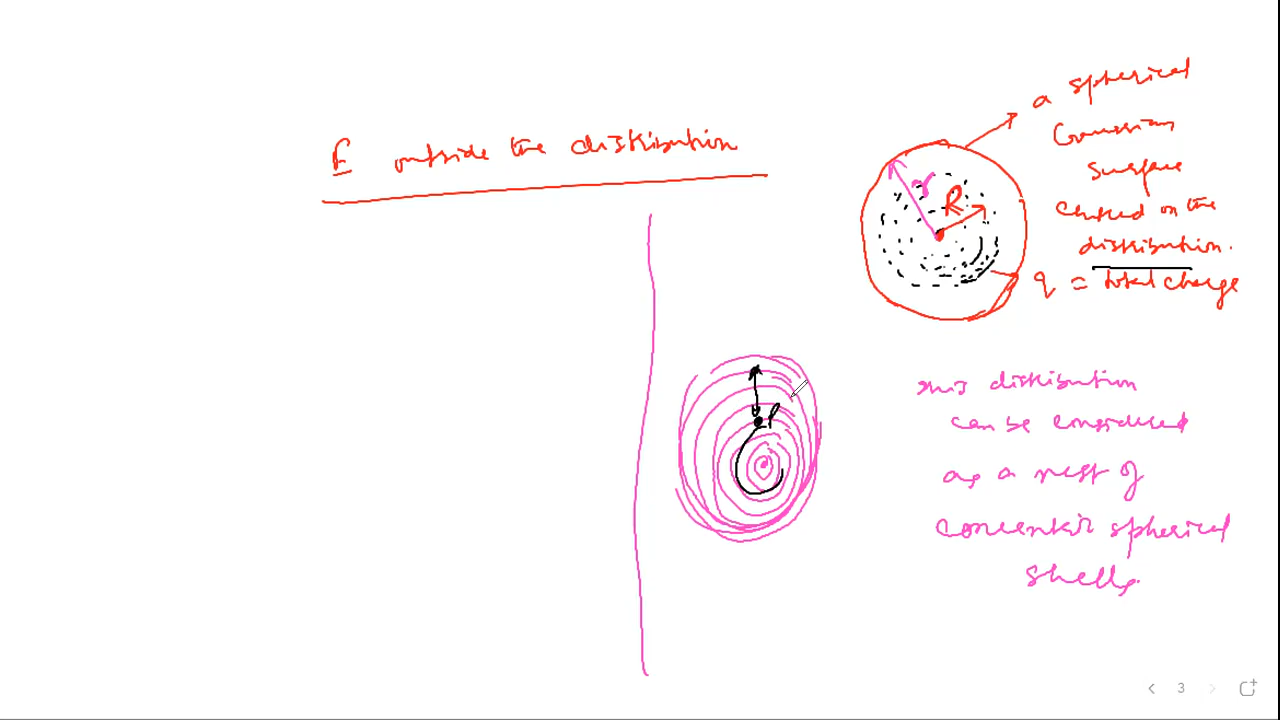 E outside the distribution
a spherical
Gaussian
surface
centred on the
distribution.
q = total charge
r
R
P
this distribution
can be considered
as a nest of
concentric spherical
shells.
3